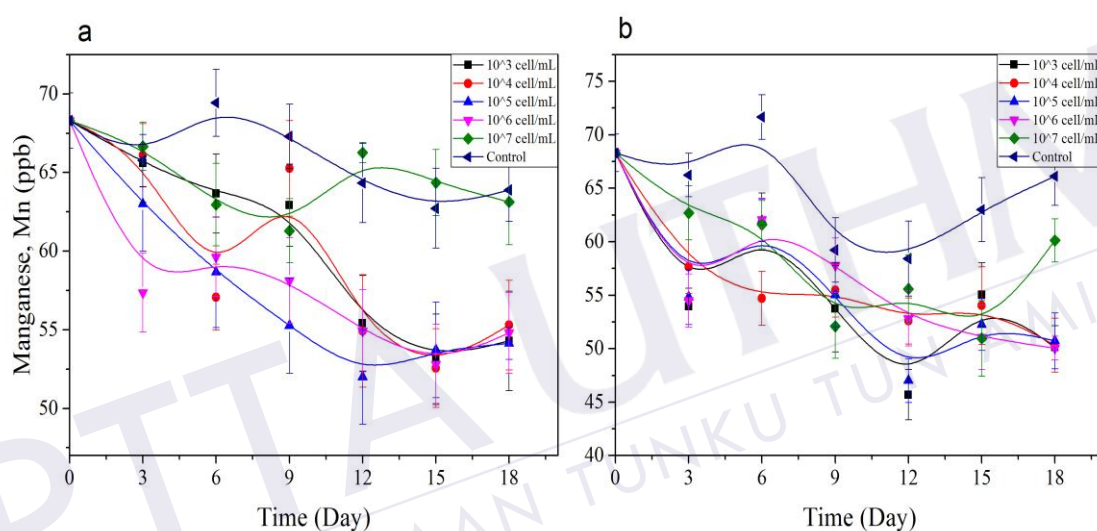 a
10^3 cell/mL
10^4 cell/mL
10^5 cell/mL
10^6 cell/mL
10^7 cell/mL
Control
Manganese, Mn (ppb)
70
65
60
55
50
0 3 6 9 12 15 18
Time (Day)
b
10^3 cell/mL
10^4 cell/mL
10^5 cell/mL
10^6 cell/mL
10^7 cell/mL
Control
75
70
65
60
55
50
45
40
0 3 6 9 12 15 18
Time (Day)
PTTA UTHM
TUNKU TUN AMI